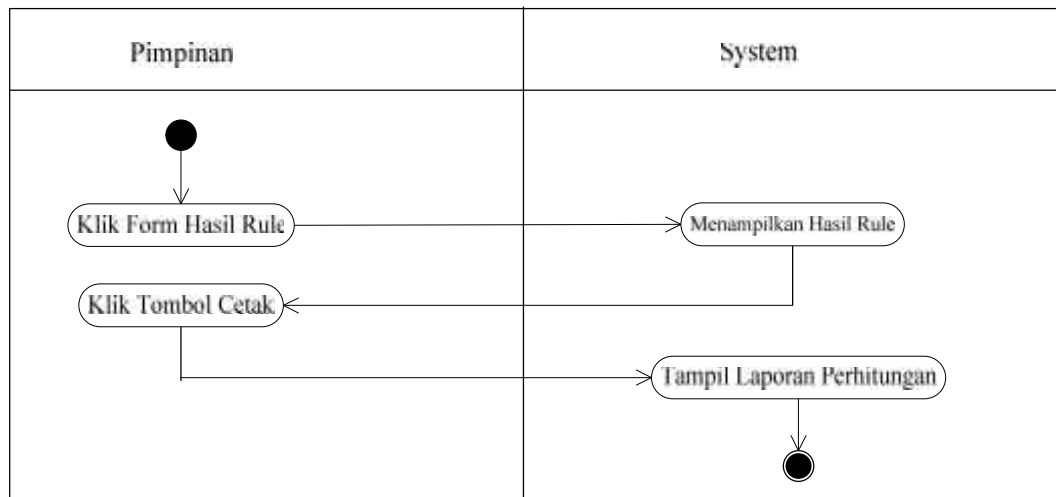 Pimpinan
System
Klik Form Hasil Rule
Menampilkan Hasil Rule
Klik Tombol Cetak
Tampil Laporan Perhitungan